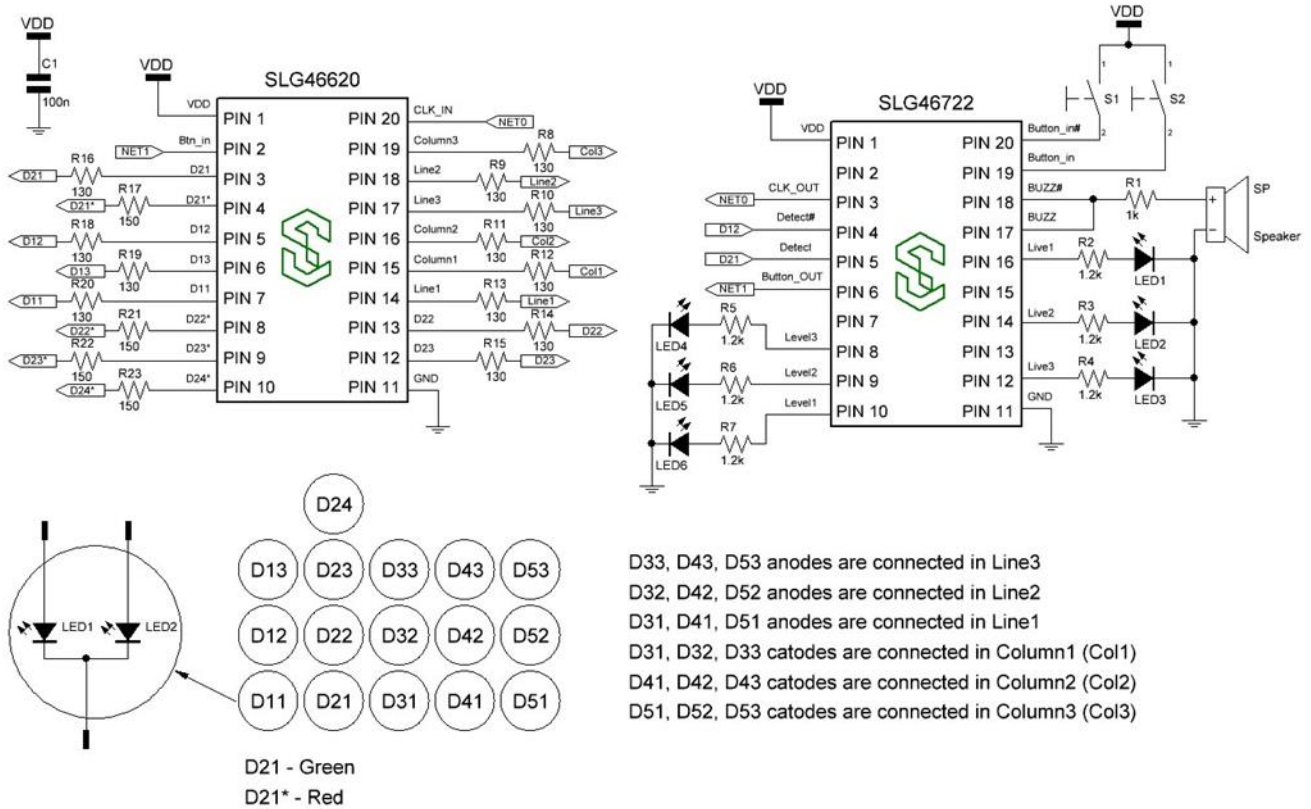 VDD
C1
100n
VDD
SLG46620
VDD
PIN 1
PIN 20
CLK_IN
NET0
NET1
Btn_in
PIN 2
PIN 19
Column3
R8
130
Col3
D21
R16
130
D21
PIN 3
PIN 18
Line2
R9
130
Line2
D21*
R17
150
D21*
PIN 4
PIN 17
Line3
R10
130
Line3
D12
R18
130
D12
PIN 5
PIN 16
Column2
R11
130
Col2
D13
R19
130
D13
PIN 6
PIN 15
Column1
R12
130
Col1
D11
R20
130
D11
PIN 7
PIN 14
Line1
R13
130
Line1
D22*
R21
150
D22*
PIN 8
PIN 13
D22
R14
130
D22
D23*
R22
150
D23*
PIN 9
PIN 12
D23
R15
130
D23
D24*
R23
150
D24*
PIN 10
PIN 11
GND
VDD
VDD
SLG46722
VDD
PIN 1
PIN 20
Button_in#
1
S1
2
1
S2
2
PIN 2
PIN 19
Button_in
NET0
CLK_OUT
PIN 3
PIN 18
BUZZ#
R1
1k
+
-
SP
Speaker
D12
Detect#
PIN 4
PIN 17
BUZZ
D21
Detect
PIN 5
PIN 16
Live1
R2
1.2k
LED1
NET1
Button_OUT
PIN 6
PIN 15
PIN 7
PIN 14
Live2
R3
1.2k
LED2
LED4
R5
1.2k
Level3
PIN 8
PIN 13
LED5
R6
1.2k
Level2
PIN 9
PIN 12
Live3
R4
1.2k
LED3
LED6
R7
1.2k
Level1
PIN 10
PIN 11
GND
LED1
LED2
D24
D13 D23 D33 D43 D53
D12 D22 D32 D42 D52
D11 D21 D31 D41 D51
D21 - Green
D21* - Red
D33, D43, D53 anodes are connected in Line3
D32, D42, D52 anodes are connected in Line2
D31, D41, D51 anodes are connected in Line1
D31, D32, D33 catodes are connected in Column1 (Col1)
D41, D42, D43 catodes are connected in Column2 (Col2)
D51, D52, D53 catodes are connected in Column3 (Col3)